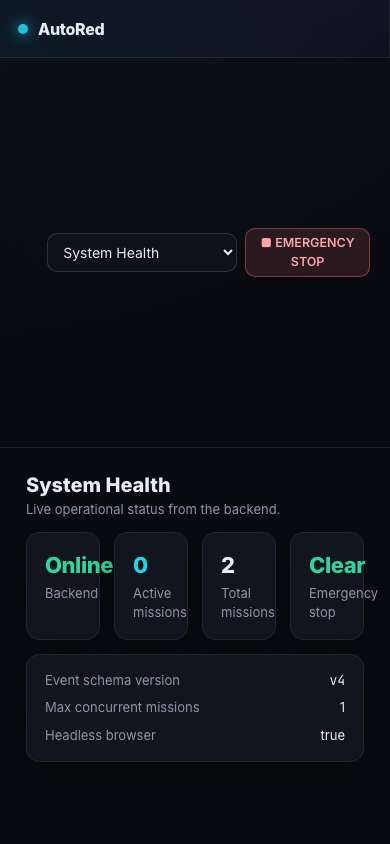 AutoRed
System Health
EMERGENCY
STOP
System Health
Live operational status from the backend.
Online
Backend
0
Active
missions
2
Total
missions
Clear
Emergency
stop
Event schema version v4
Max concurrent missions 1
Headless browser true